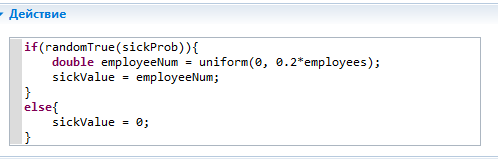 Действие
if(randomTrue(sickProb)){
    double employeeNum = uniform(0, 0.2*employees);
    sickValue = employeeNum;
}
else{
    sickValue = 0;
}